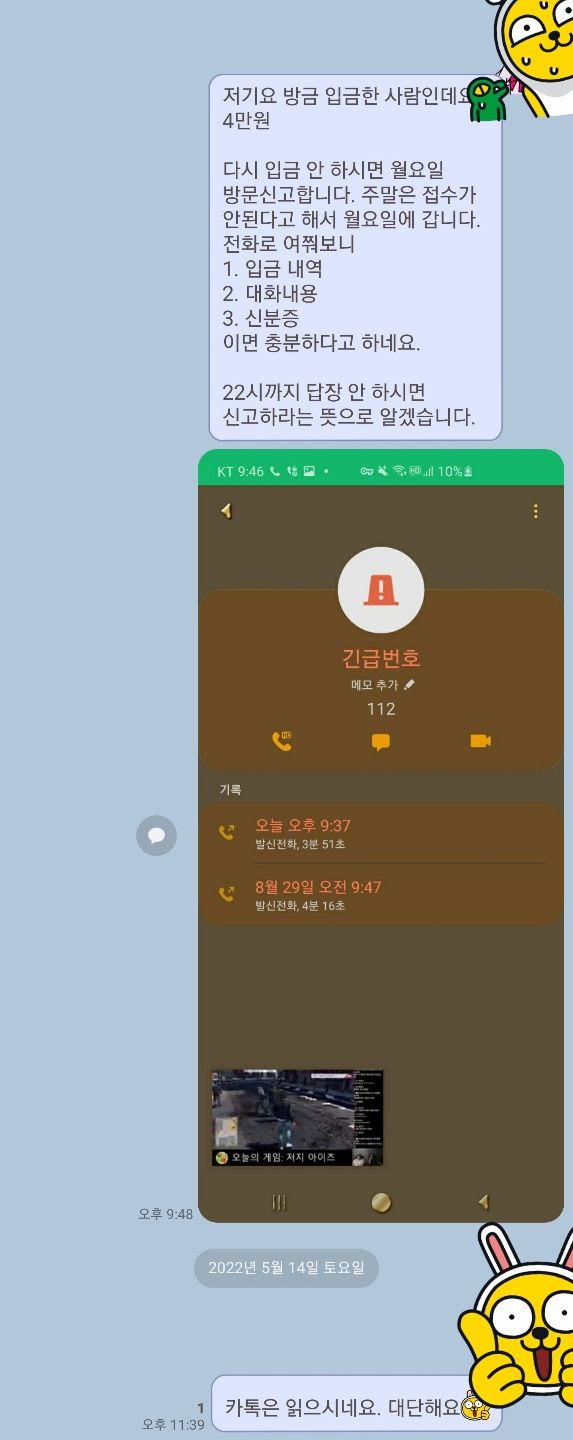 저기요 방금 입금한 사람인데요
4만원
다시 입금 안 하시면 월요일
방문신고합니다. 주말은 접수가
안된다고 해서 월요일에 갑니다.
전화로 여쭤보니
1. 입금 내역
2. 대화내용
3. 신분증
이면 충분하다고 하네요.
22시까지 답장 안 하시면
신고하라는 뜻으로 알겠습니다.
KT 9:46
10%
긴급번호
메모 추가
112
기록
오늘 오후 9:37
발신전화, 3분 51초
8월 29일 오전 9:47
발신전화, 4분 16초
오늘의 게임: 저지 아이즈
오후 9:48
2022년 5월 14일 토요일
카톡은 읽으시네요. 대단해요
1
오후 11:39